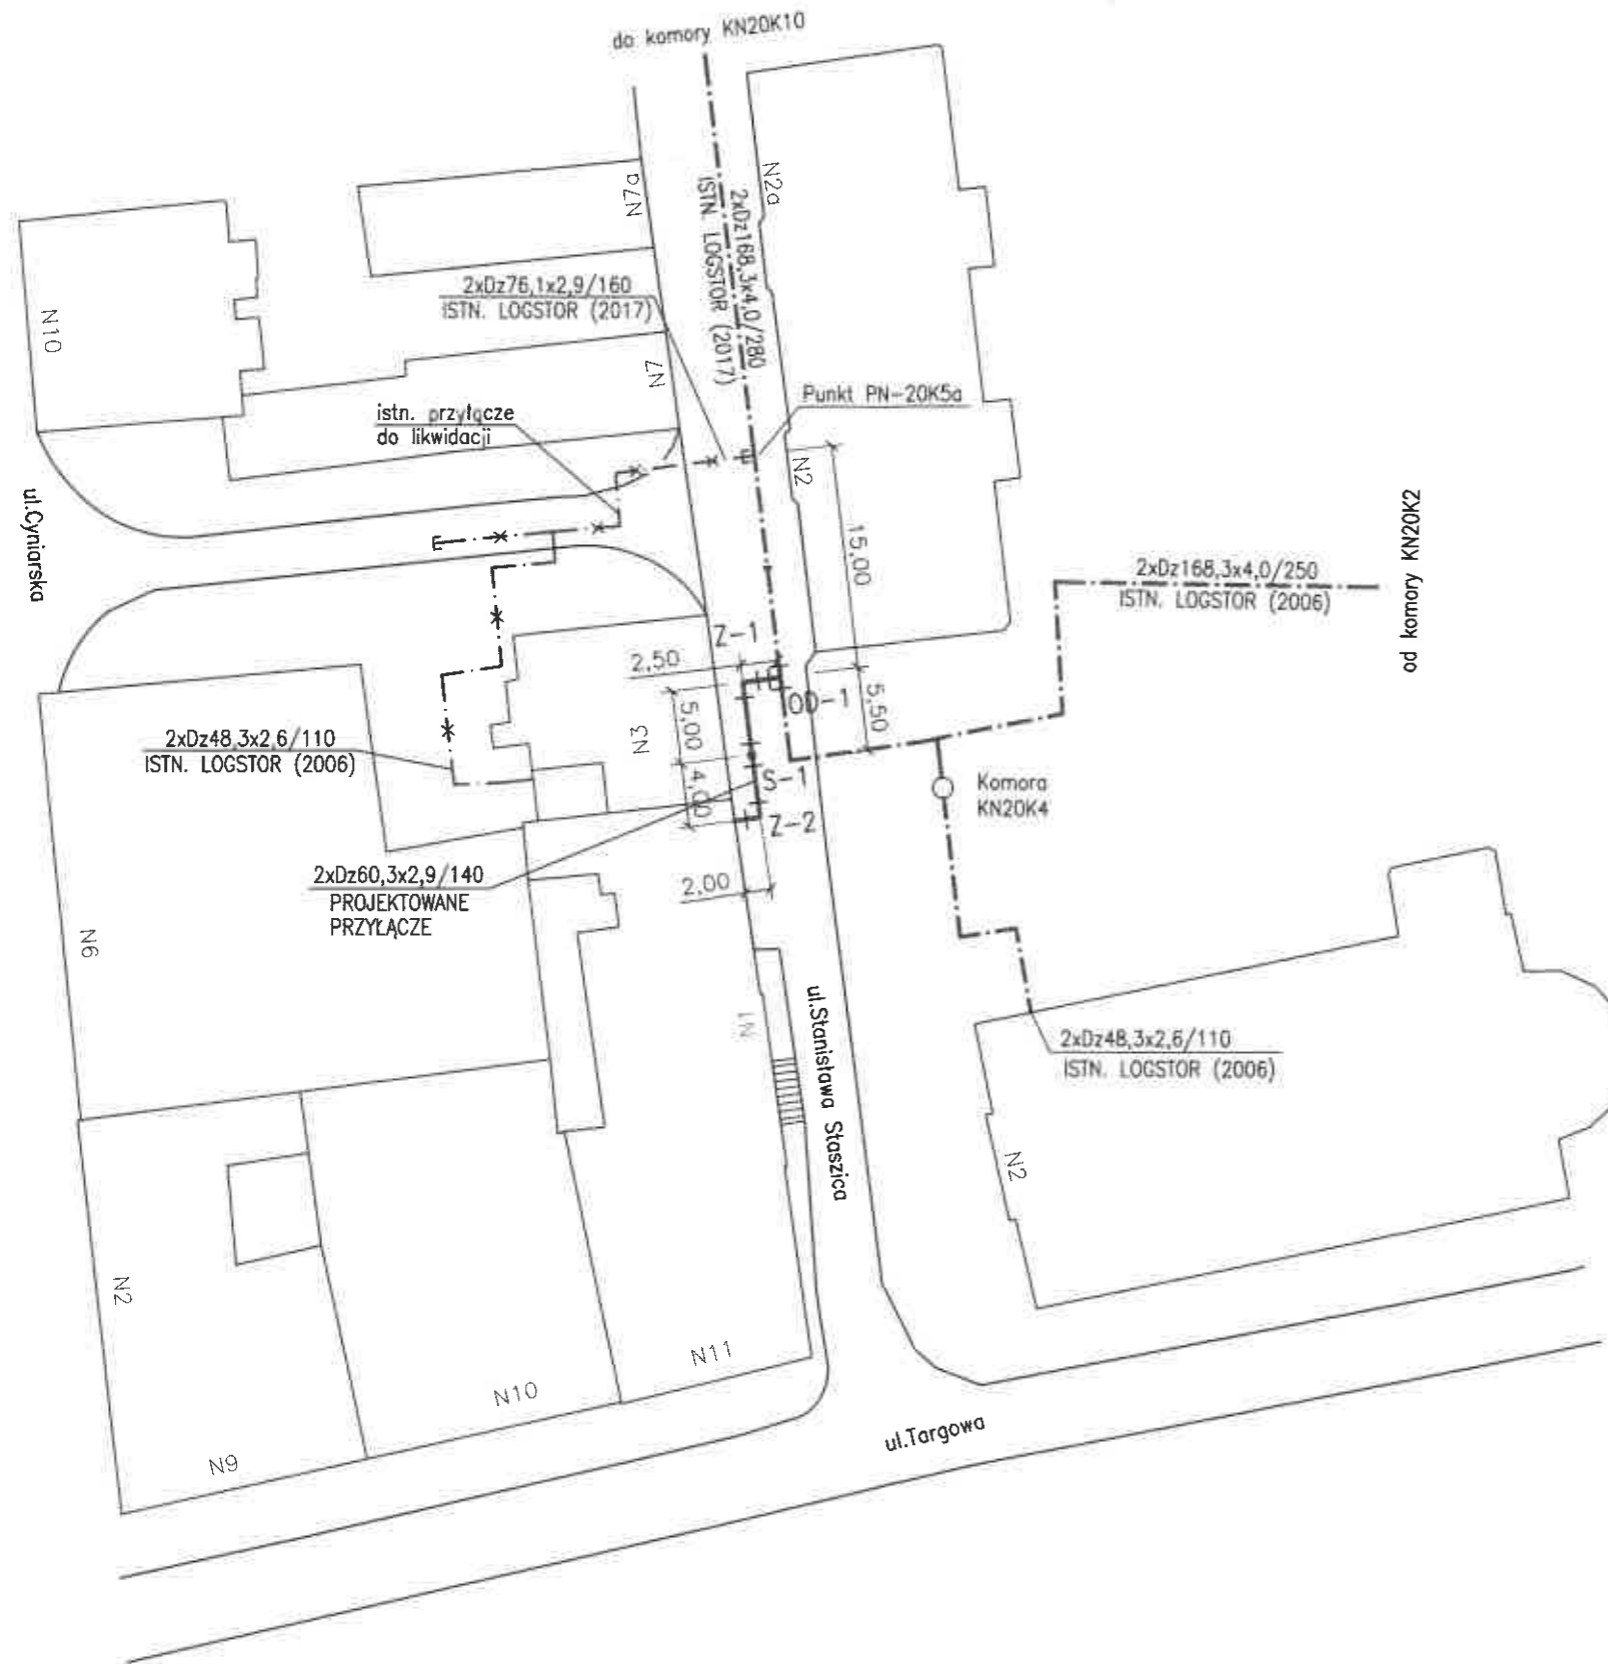 do komory KN20K10
N7a
N2a
2xDz168,3x4,0/280
ISTN. LOGSTOR (2017)
2xDz76,1x2,9/160
ISTN. LOGSTOR (2017)
N10
N7
Punkt PN-20K5a
istn. przyłącze
do likwidacji
N2
ul.Cyniarska
15,00
od komory KN20K2
2xDz168,3x4,0/250
ISTN. LOGSTOR (2006)
Z-1
2,50
OD-1
5,50
5,00
N3
2xDz48,3x2,6/110
ISTN. LOGSTOR (2006)
S-1
4,00
Z-2
Komora
KN20K4
2xDz60,3x2,9/140
PROJEKTOWANE
PRZYŁĄCZE
2,00
N6
N1
ul.Stanisława Staszica
2xDz48,3x2,6/110
ISTN. LOGSTOR (2006)
N2
N2
N11
N10
N9
ul.Targowa